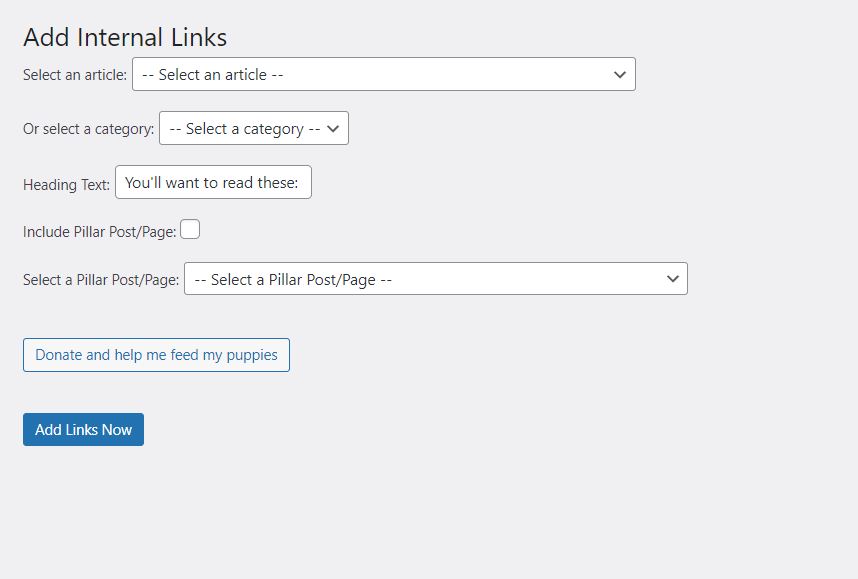 Add Internal Links
Select an article: -- Select an article --
Or select a category: -- Select a category --
Heading Text: You'll want to read these:
Include Pillar Post/Page:
Select a Pillar Post/Page: -- Select a Pillar Post/Page --
Donate and help me feed my puppies
Add Links Now